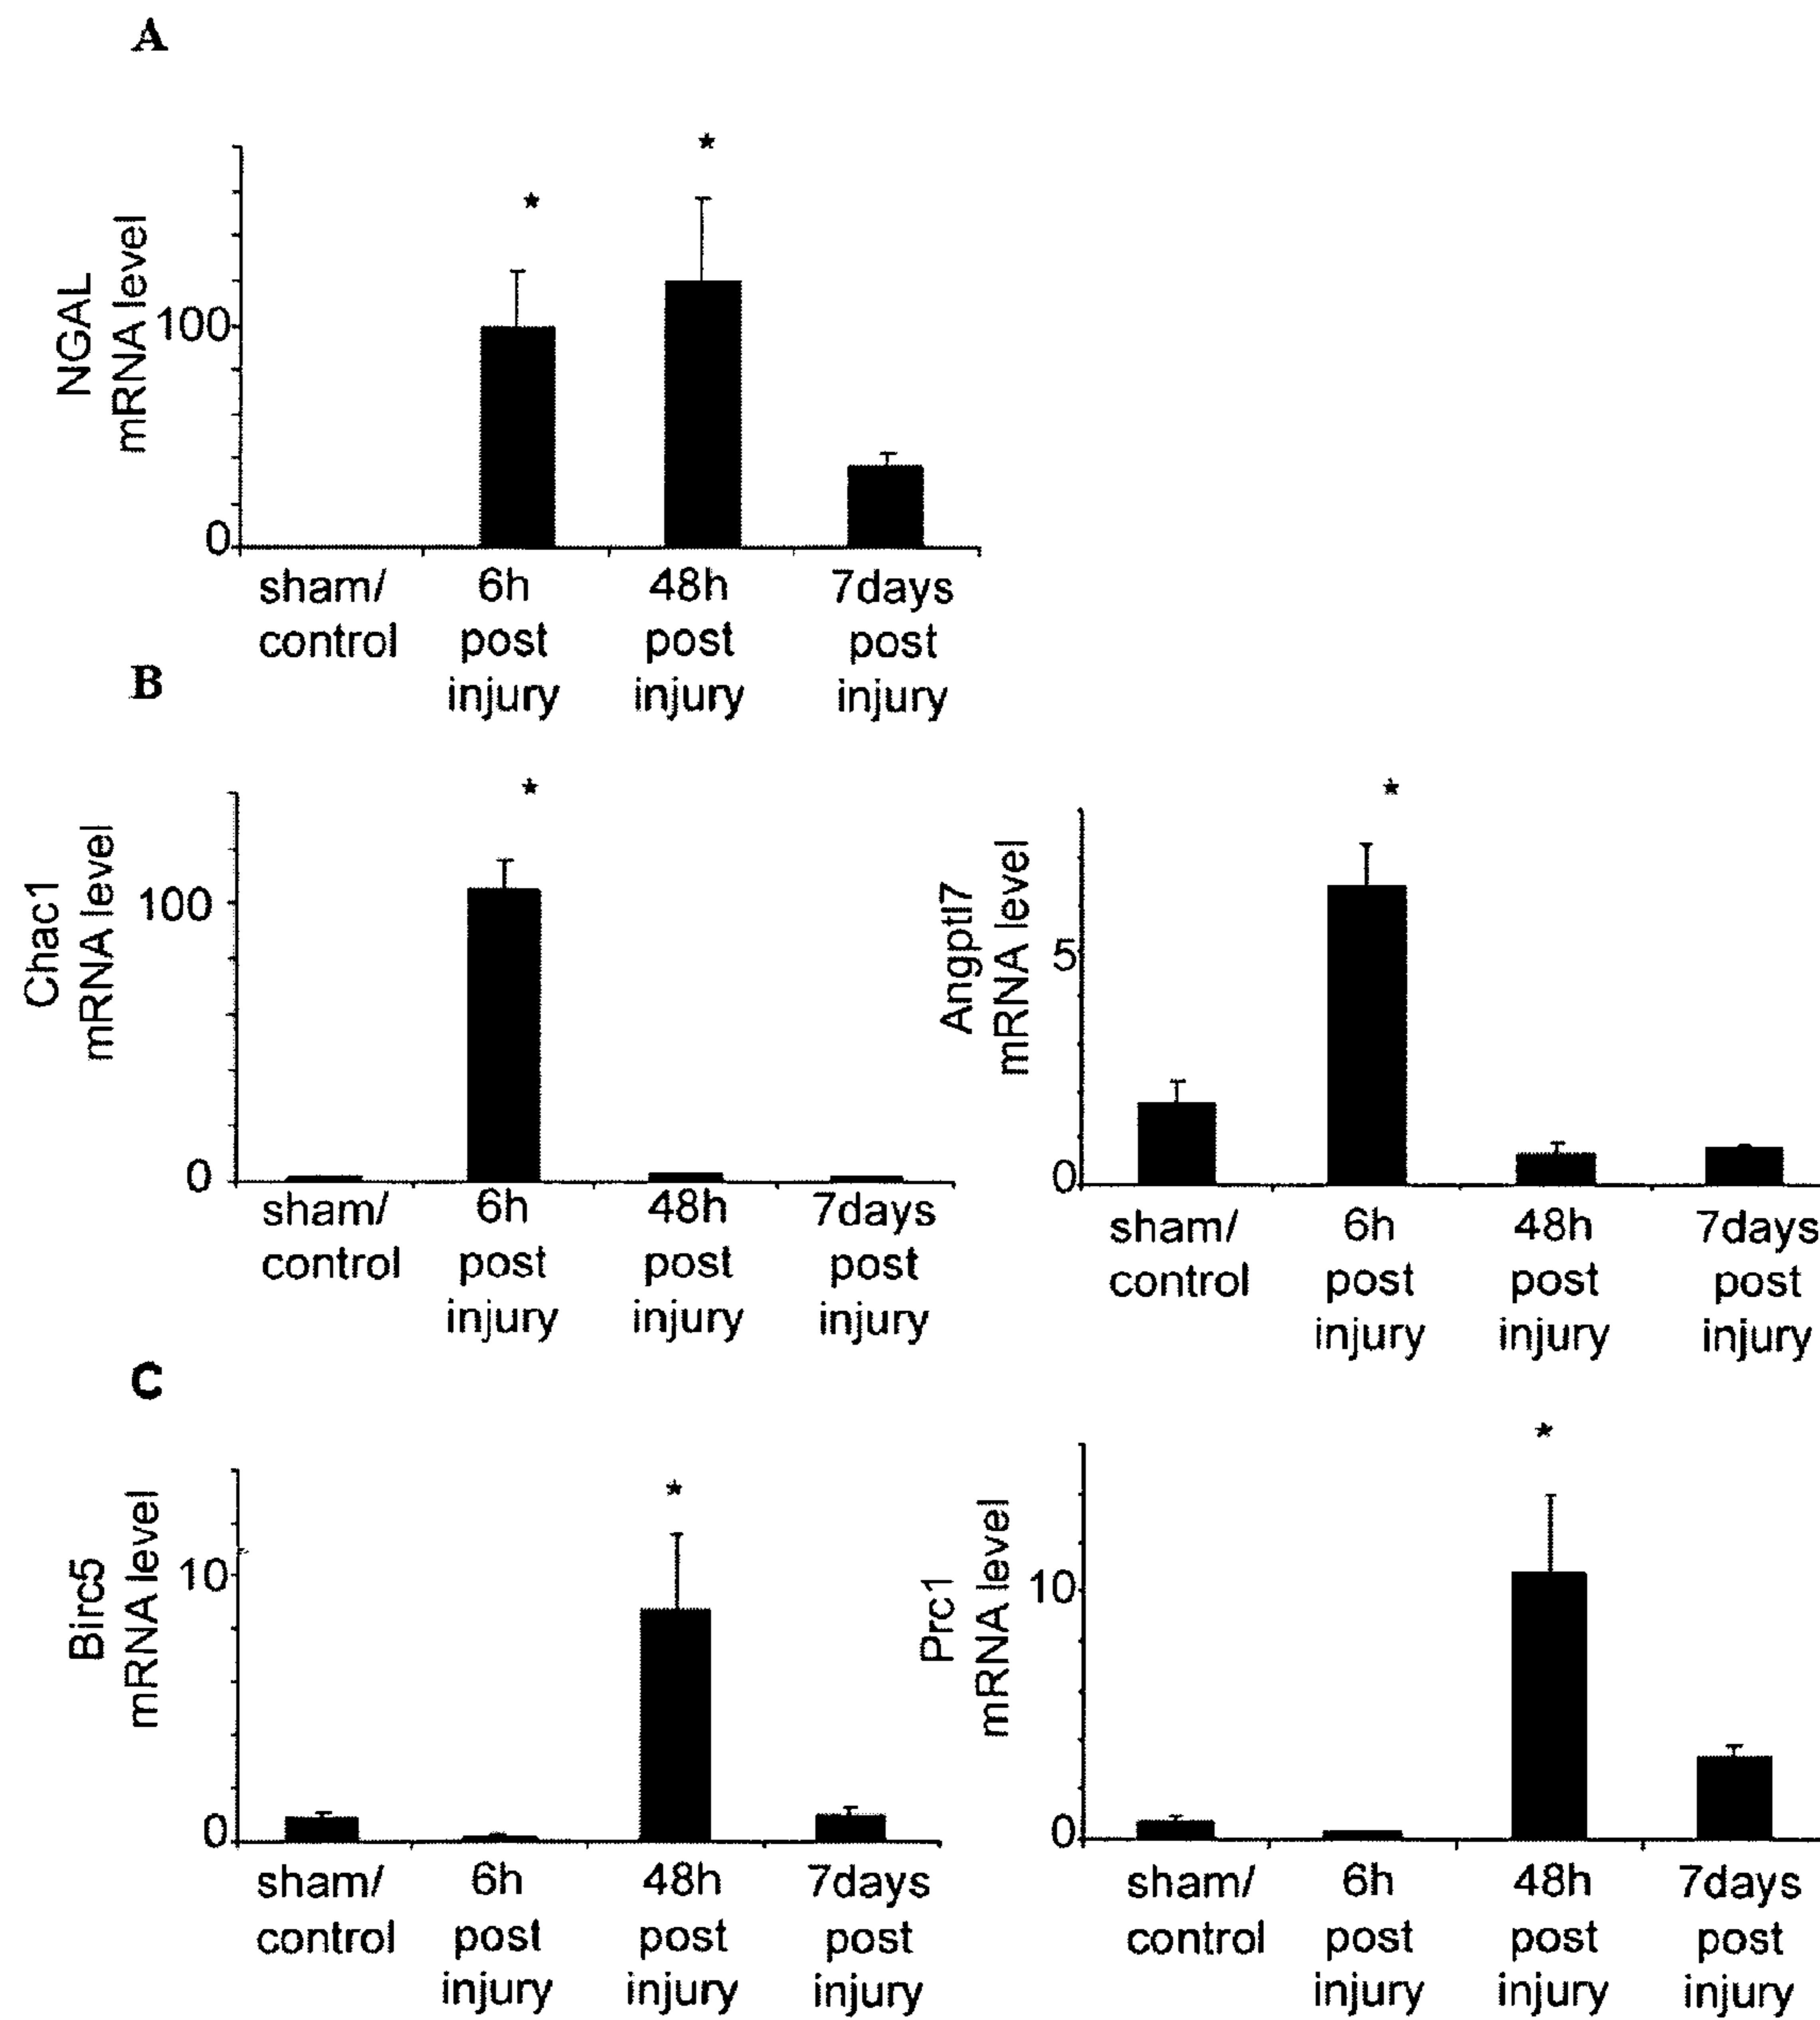 A
*
*
NGAL
mRNA level
100
0
sham/
control
6h
post
injury
48h
post
injury
7days
post
injury
B
*
Chac1
mRNA level
100
0
sham/
control
6h
post
injury
48h
post
injury
7days
post
injury
*
Angptl7
mRNA level
5
0
sham/
control
6h
post
injury
48h
post
injury
7days
post
injury
C
*
Birc5
mRNA level
10
0
sham/
control
6h
post
injury
48h
post
injury
7days
post
injury
*
Prc1
mRNA level
10
0
sham/
control
6h
post
injury
48h
post
injury
7days
post
injury